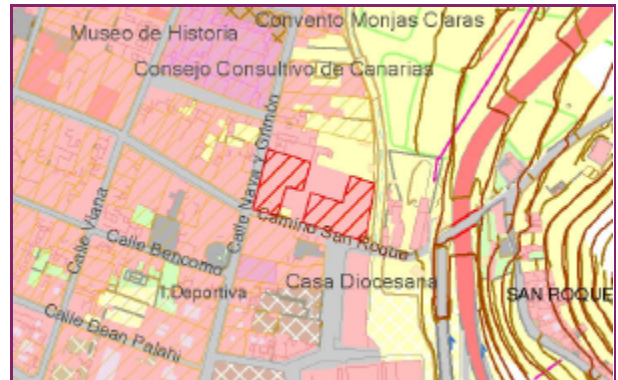 Convento Monjas Claras
Museo de Historia
Consejo Consultivo de Canarias
Calle Nava y Grimón
Calle Viana
Camino San Roque
Calle Bencomo
Casa Diocesana
T.Deportiva
SAN ROQUE
Calle Dean Palahi